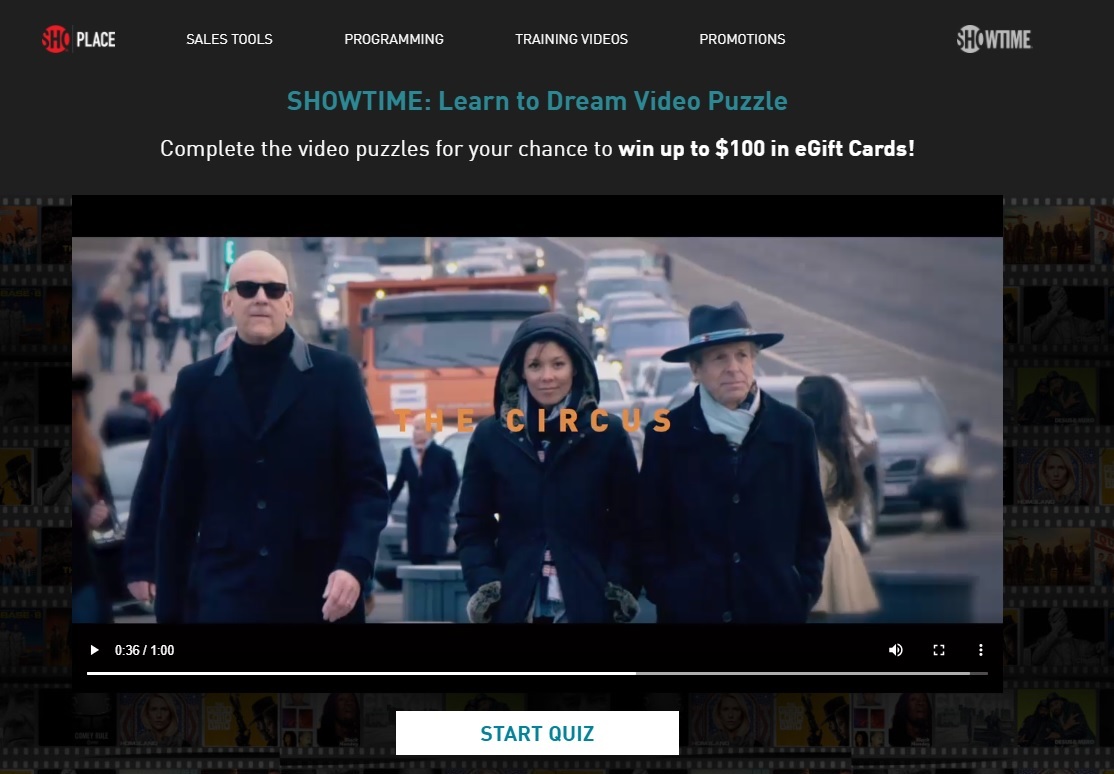 SHO PLACE
SALES TOOLS
PROGRAMMING
TRAINING VIDEOS
PROMOTIONS
SHOWTIME
SHOWTIME: Learn to Dream Video Puzzle
Complete the video puzzles for your chance to win up to $100 in eGift Cards!
THE CIRCUS
0:36 / 1:00
HOMELAND
START QUIZ